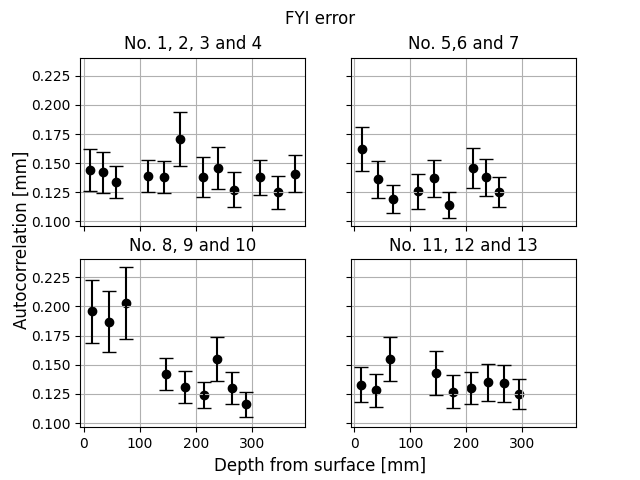 FYI error
No. 1, 2, 3 and 4
No. 5,6 and 7
0.225
0.200
0.175
0.150
0.125
0.100
No. 8, 9 and 10
No. 11, 12 and 13
0.225
0.200
0.175
0.150
0.125
0.100
0 100 200 300
0 100 200 300
Autocorrelation [mm]
Depth from surface [mm]